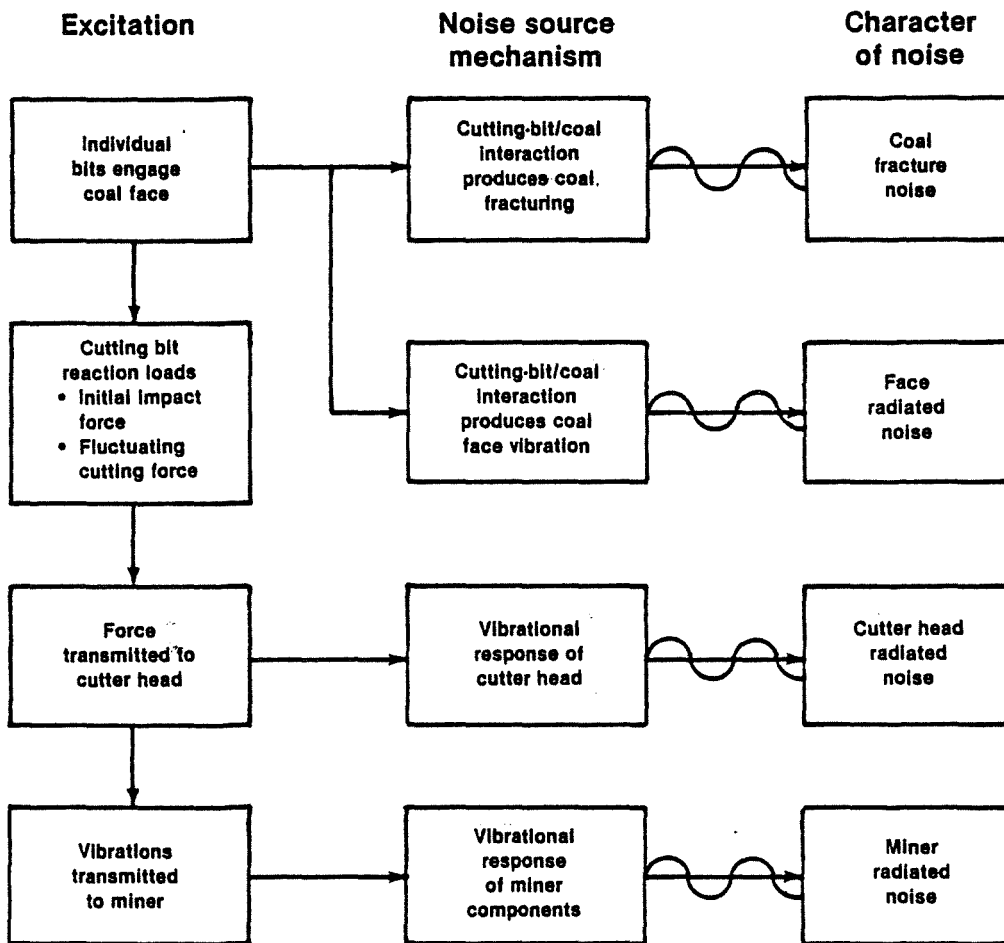 Excitation
Noise source
mechanism
Character
of noise
Individual
bits engage
coal face
Cutting-bit/coal
interaction
produces coal.
fracturing
Coal
fracture
noise
Cutting bit
reaction loads
• Initial impact
force
• Fluctuating
cutting force
Cutting-bit/coal
interaction
produces coal
face vibration
Face
radiated
noise
Force
transmitted to
cutter head
Vibrational
response of
cutter head
Cutter head
radiated
noise
Vibrations
transmitted
to miner
Vibrational
response
of miner
components
Miner
radiated
noise